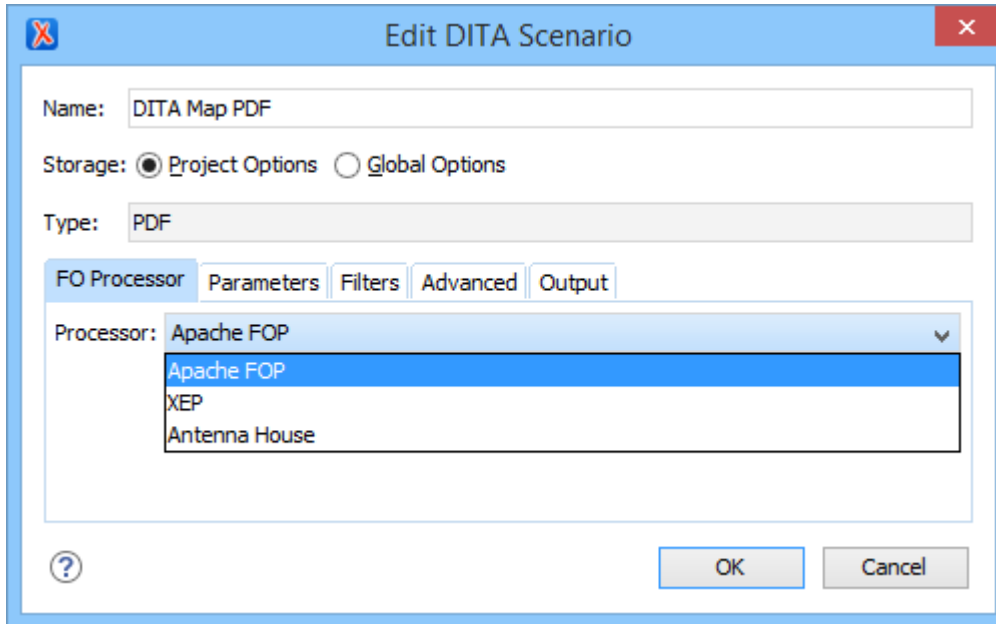 Edit DITA Scenario
Name: DITA Map PDF
Storage: Project Options Global Options
Type: PDF
FO Processor Parameters Filters Advanced Output
Processor: Apache FOP
Apache FOP
XEP
Antenna House
? OK Cancel